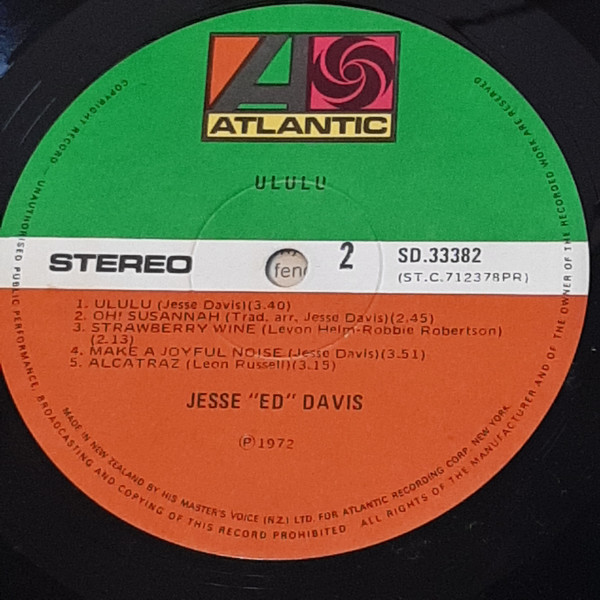 ATLANTIC
ULULU
STEREO
2
SD.33382
(ST.C.712378PR)
fen
1. ULULU (Jesse Davis)(3.40)
2. OH! SUSANNAH (Trad. arr. Jesse Davis)(2.45)
3. STRAWBERRY WINE (Levon Helm-Robbie Robertson)
(2.13)
4. MAKE A JOYFUL NOISE (Jesse Davis)(3.51)
5. ALCATRAZ (Leon Russell)(3.15)
JESSE "ED" DAVIS
℗1972
MADE IN NEW ZEALAND BY HIS MASTER'S VOICE (N.Z.) LTD. FOR ATLANTIC RECORDING CORP. NEW YORK.
COPYRIGHT RECORD — UNAUTHORISED PUBLIC PERFORMANCE, BROADCASTING AND COPYING OF THIS RECORD PROHIBITED ALL RIGHTS OF THE MANUFACTURER AND OF THE OWNER OF THE RECORDED WORK ARE RESERVED